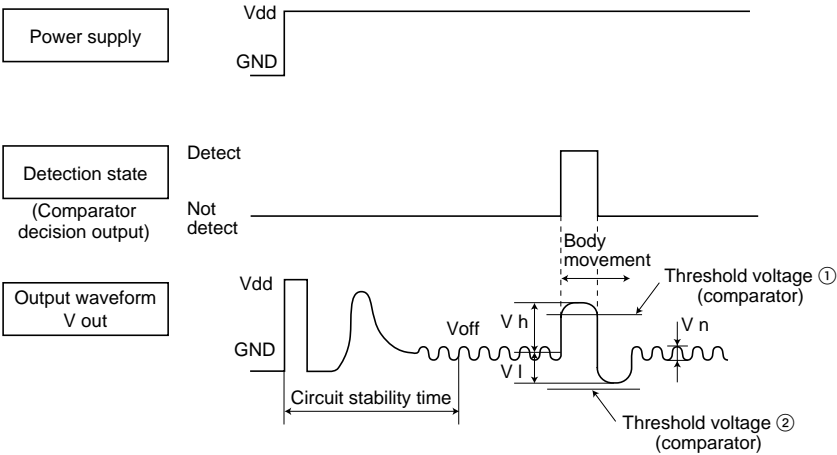 Power supply
Vdd
GND
Detection state
(Comparator
decision output)
Detect
Not
detect
Body
movement
Output waveform
V out
Vdd
GND
Voff
V h
V l
V n
Threshold voltage ①
(comparator)
Circuit stability time
Threshold voltage ②
(comparator)